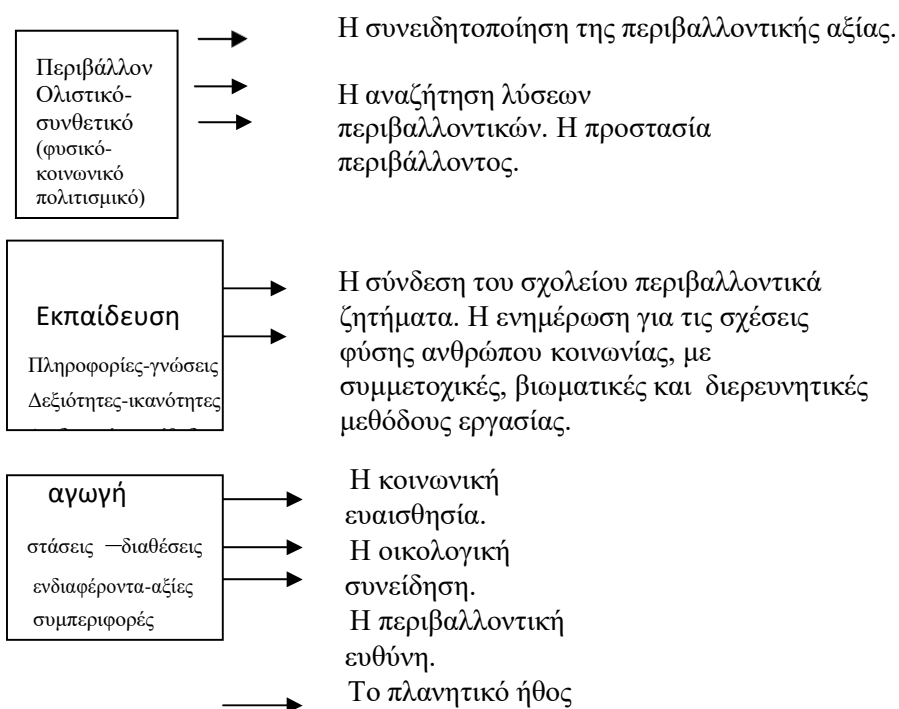 Περιβάλλον
Ολιστικό-
συνθετικό
(φυσικό-
κοινωνικό
πολιτισμικό)
Η συνειδητοποίηση της περιβαλλοντικής αξίας.
Η αναζήτηση λύσεων
περιβαλλοντικών. Η προστασία
περιβάλλοντος.
Εκπαίδευση
Πληροφορίες-γνώσεις
Δεξιότητες-ικανότητες
Η σύνδεση του σχολείου περιβαλλοντικά
ζητήματα. Η ενημέρωση για τις σχέσεις
φύσης ανθρώπου κοινωνίας, με
συμμετοχικές, βιωματικές και διερευνητικές
μεθόδους εργασίας.
αγωγή
στάσεις –διαθέσεις
ενδιαφέροντα-αξίες
συμπεριφορές
Η κοινωνική
ευαισθησία.
Η οικολογική
συνείδηση.
Η περιβαλλοντική
ευθύνη.
Το πλανητικό ήθος